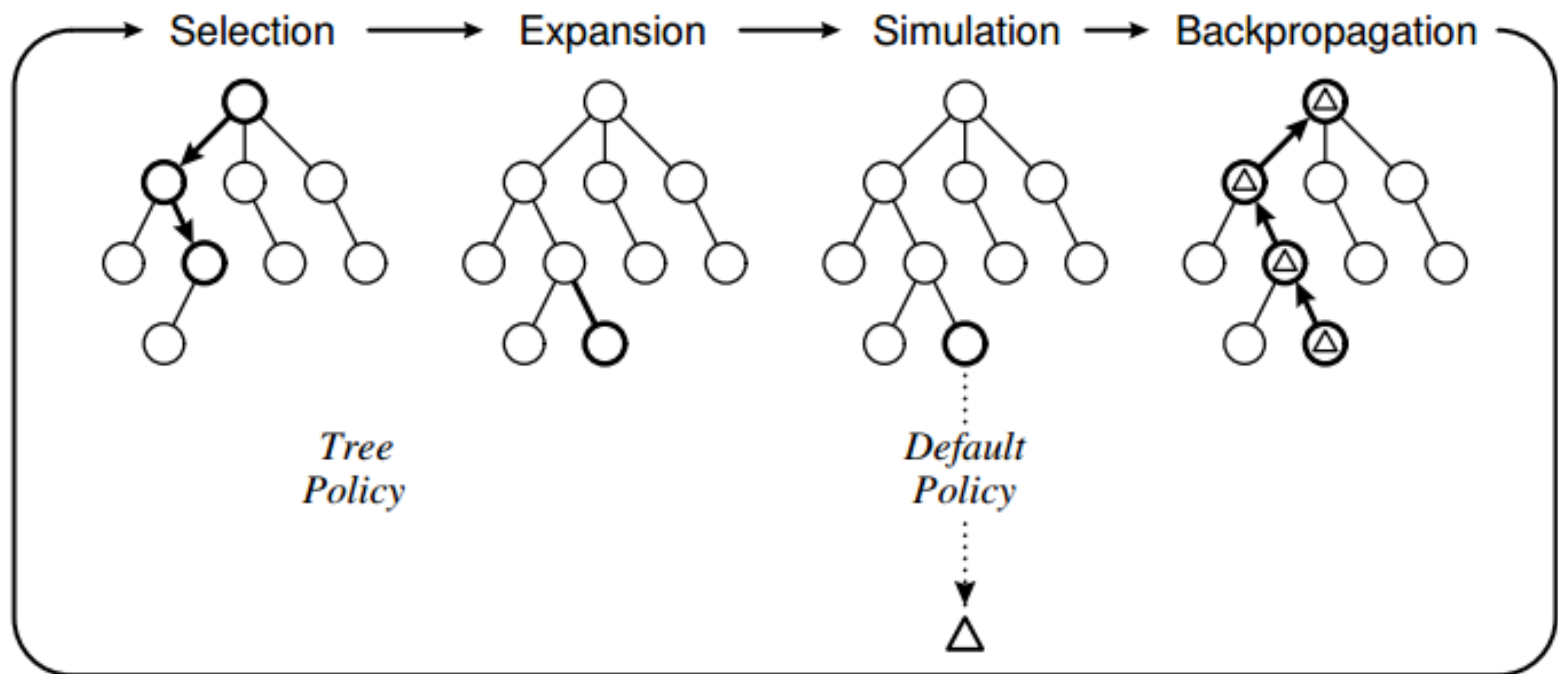 Selection Expansion Simulation Backpropagation
Tree
Policy
Default
Policy